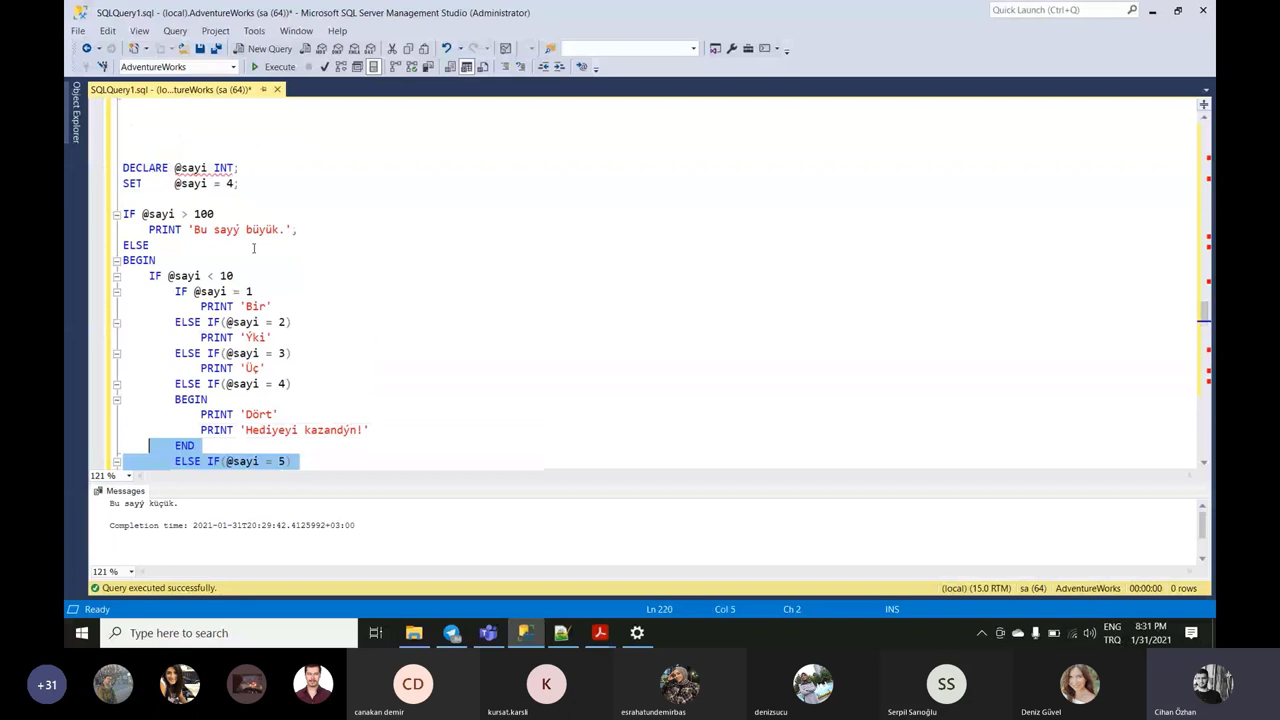 SQLQuery1.sql - (local).AdventureWorks (sa (64))* - Microsoft SQL Server Management Studio (Administrator)
Quick Launch (Ctrl+Q)
File Edit View Query Project Tools Window Help
New Query
AdventureWorks
Execute
Object Explorer
SQLQuery1.sql - (lo...tureWorks (sa (64))*
DECLARE @sayi INT;
SET @sayi = 4;
IF @sayi > 100
PRINT 'Bu sayý büyük.',
ELSE
BEGIN
IF @sayi < 10
IF @sayi = 1
PRINT 'Bir'
ELSE IF(@sayi = 2)
PRINT 'Ýki'
ELSE IF(@sayi = 3)
PRINT 'Üç'
ELSE IF(@sayi = 4)
BEGIN
PRINT 'Dört'
PRINT 'Hediyeyi kazandýn!'
END
ELSE IF(@sayi = 5)
121 %
Messages
Bu sayý küçük.
Completion time: 2021-01-31T20:29:42.4125992+03:00
121 %
Query executed successfully.
(local) (15.0 RTM) sa (64) AdventureWorks 00:00:00 0 rows
Ready
Ln 220 Col 5 Ch 2 INS
Type here to search
ENG
TRQ
8:31 PM
1/31/2021
+31
CD
K
SS
canakan demir
kursat.karsli
esrahatundemirbas
denizsucu
Serpil Sarıoğlu
Deniz Güvel
Cihan Özhan